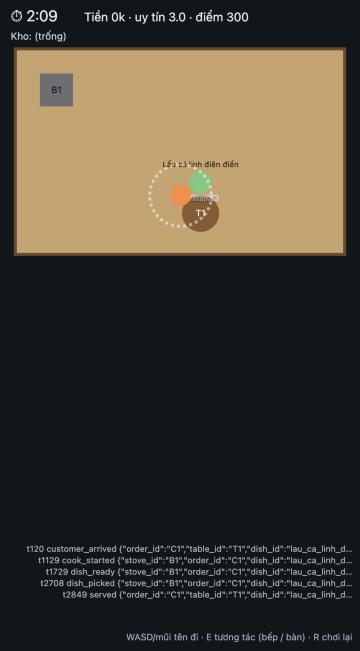 ⏱ 2:09 Tiền 0k · uy tín 3.0 · điểm 300
Kho: (trống)
B1
Lẩu cá linh điên điển
eating
T1
t120 customer_arrived {"order_id":"C1","table_id":"T1","dish_id":"lau_ca_linh_d...
t1129 cook_started {"stove_id":"B1","order_id":"C1","dish_id":"lau_ca_linh_d...
t1729 dish_ready {"stove_id":"B1","order_id":"C1","dish_id":"lau_ca_linh_d...
t2708 dish_picked {"stove_id":"B1","order_id":"C1","dish_id":"lau_ca_linh_d...
t2849 served {"order_id":"C1","table_id":"T1","dish_id":"lau_ca_linh_d...
WASD/mũi tên đi · E tương tác (bếp / bàn) · R chơi lại